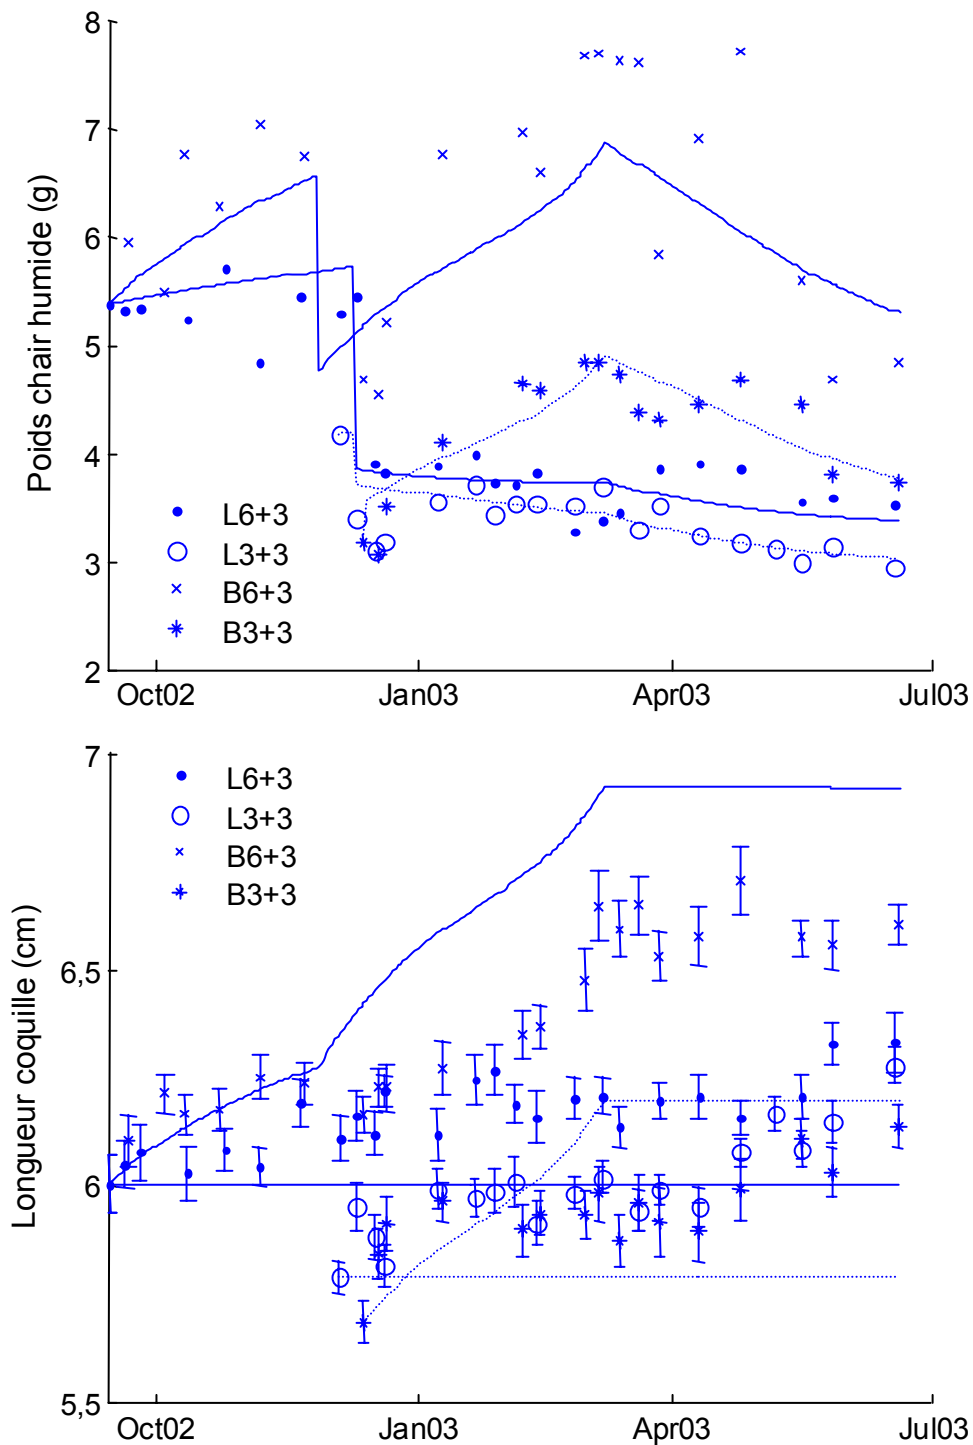 Poids chair humide (g)
8
7
6
5
4
3
2
L6+3
L3+3
B6+3
B3+3
Oct02 Jan03 Apr03 Jul03
Longueur coquille (cm)
7
6,5
6
5,5
L6+3
L3+3
B6+3
B3+3
Oct02 Jan03 Apr03 Jul03